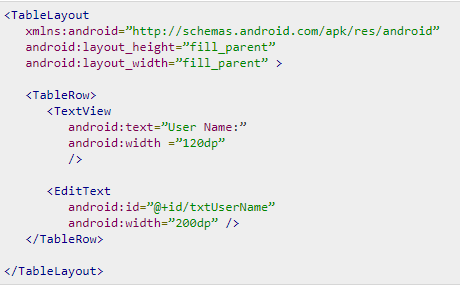 <TableLayout
xmlns:android=”http://schemas.android.com/apk/res/android”
android:layout_height=”fill_parent”
android:layout_width=”fill_parent” >
<TableRow>
<TextView
android:text=”User Name:”
android:width =”120dp”
/>
<EditText
android:id=”@+id/txtUserName”
android:width=”200dp” />
</TableRow>
</TableLayout>